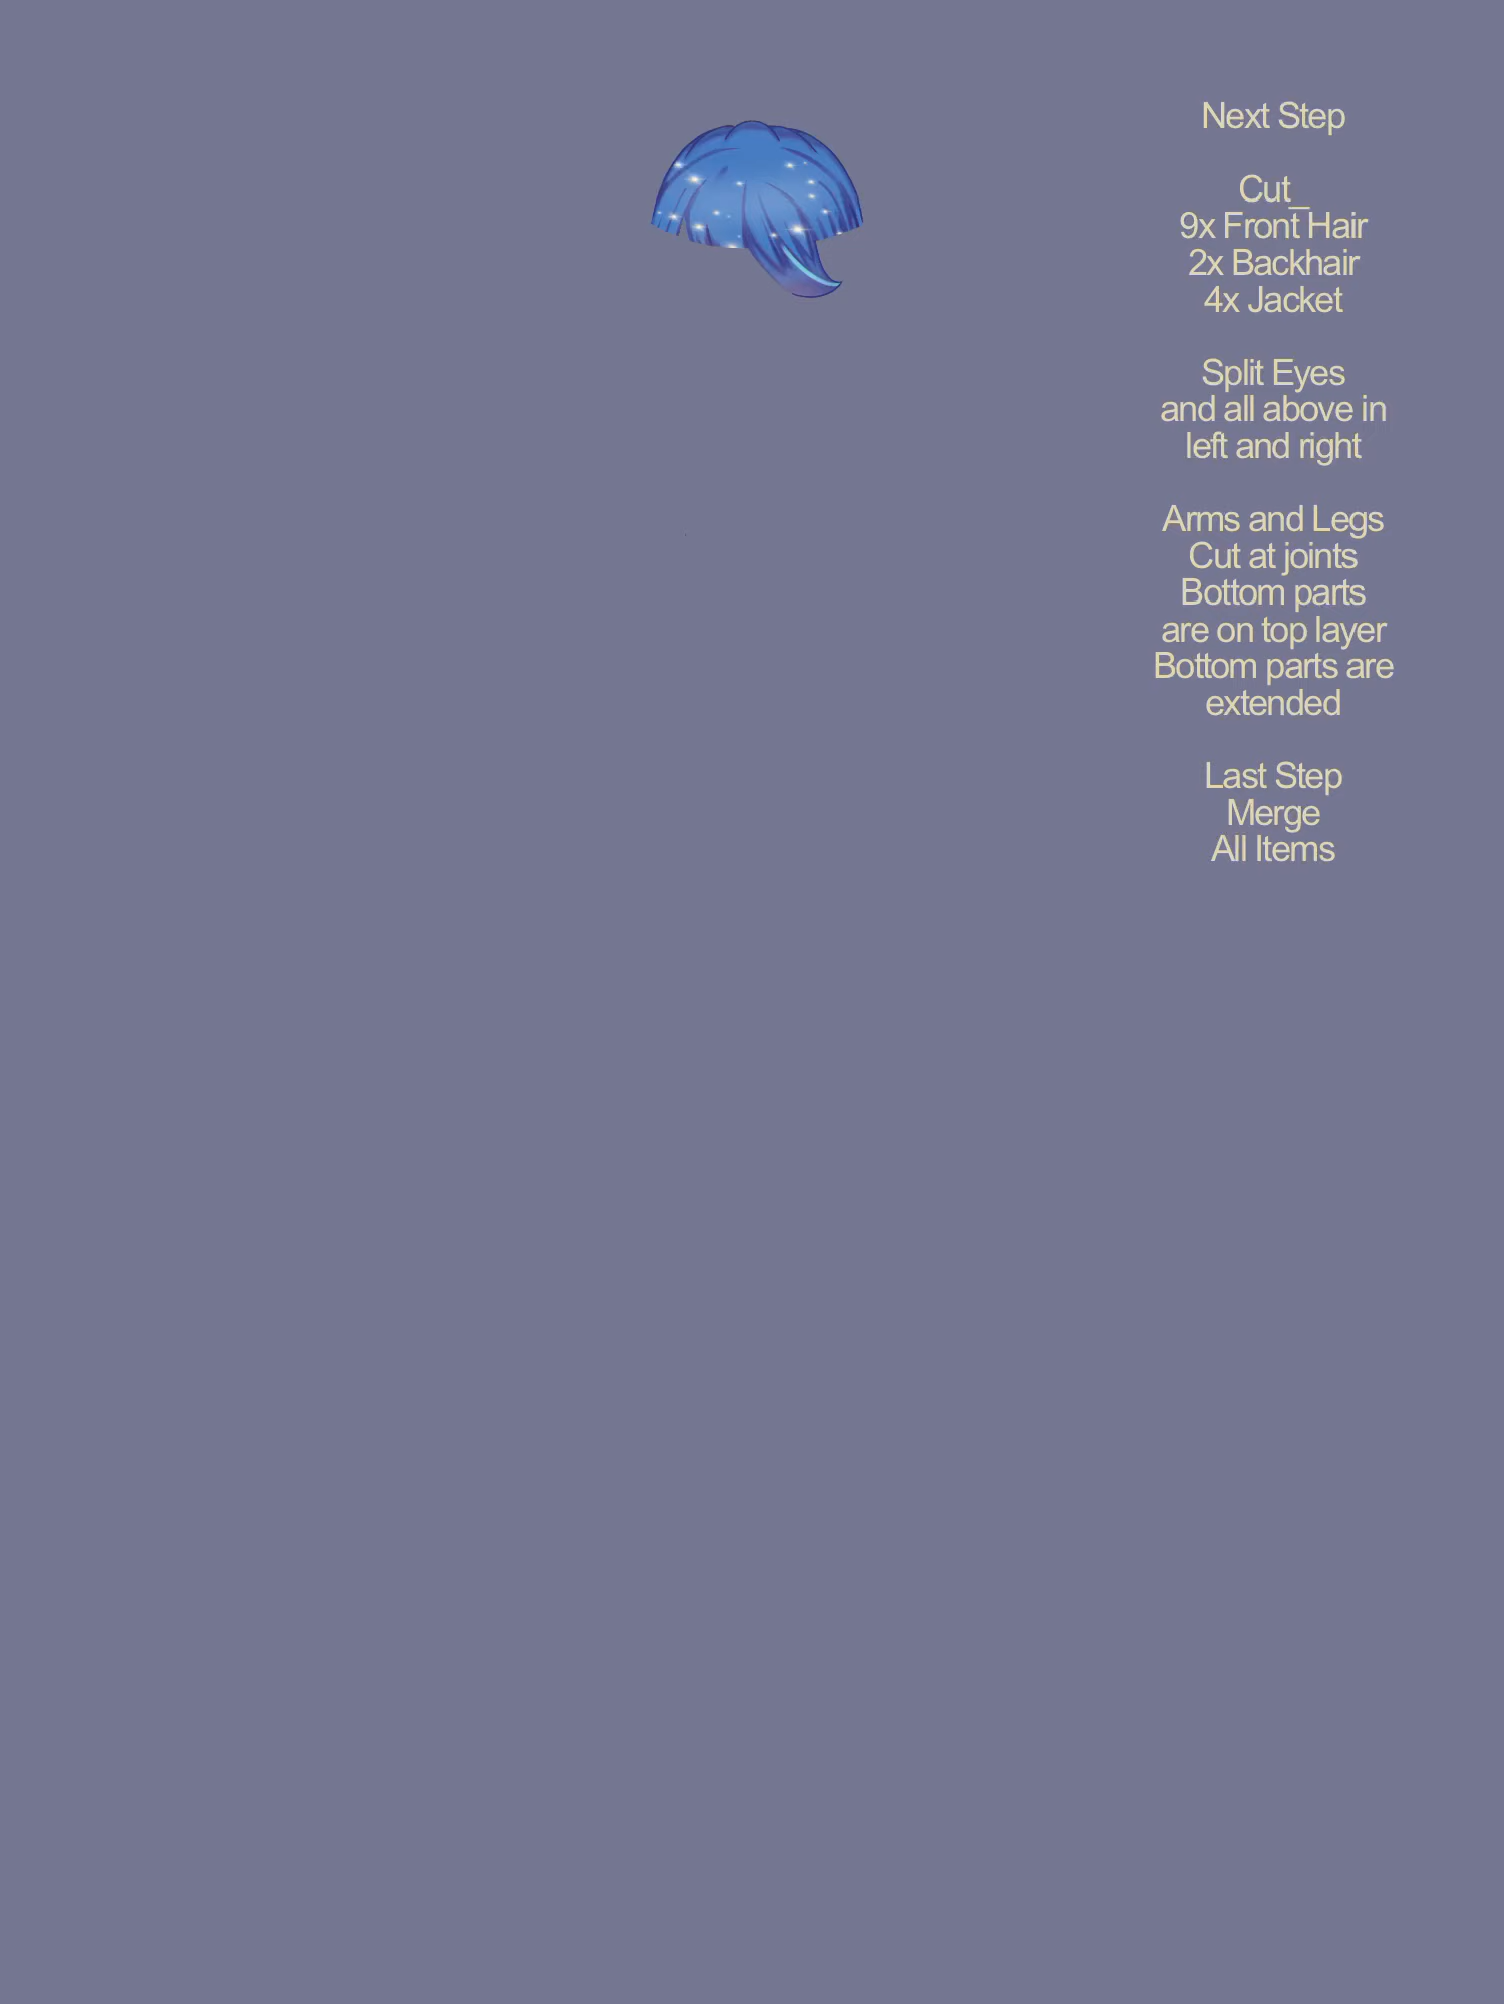 Next Step
Cut_
9x Front Hair
2x Backhair
4x Jacket
Split Eyes
and all above in
left and right
Arms and Legs
Cut at joints
Bottom parts
are on top layer
Bottom parts are
extended
Last Step
Merge
All Items